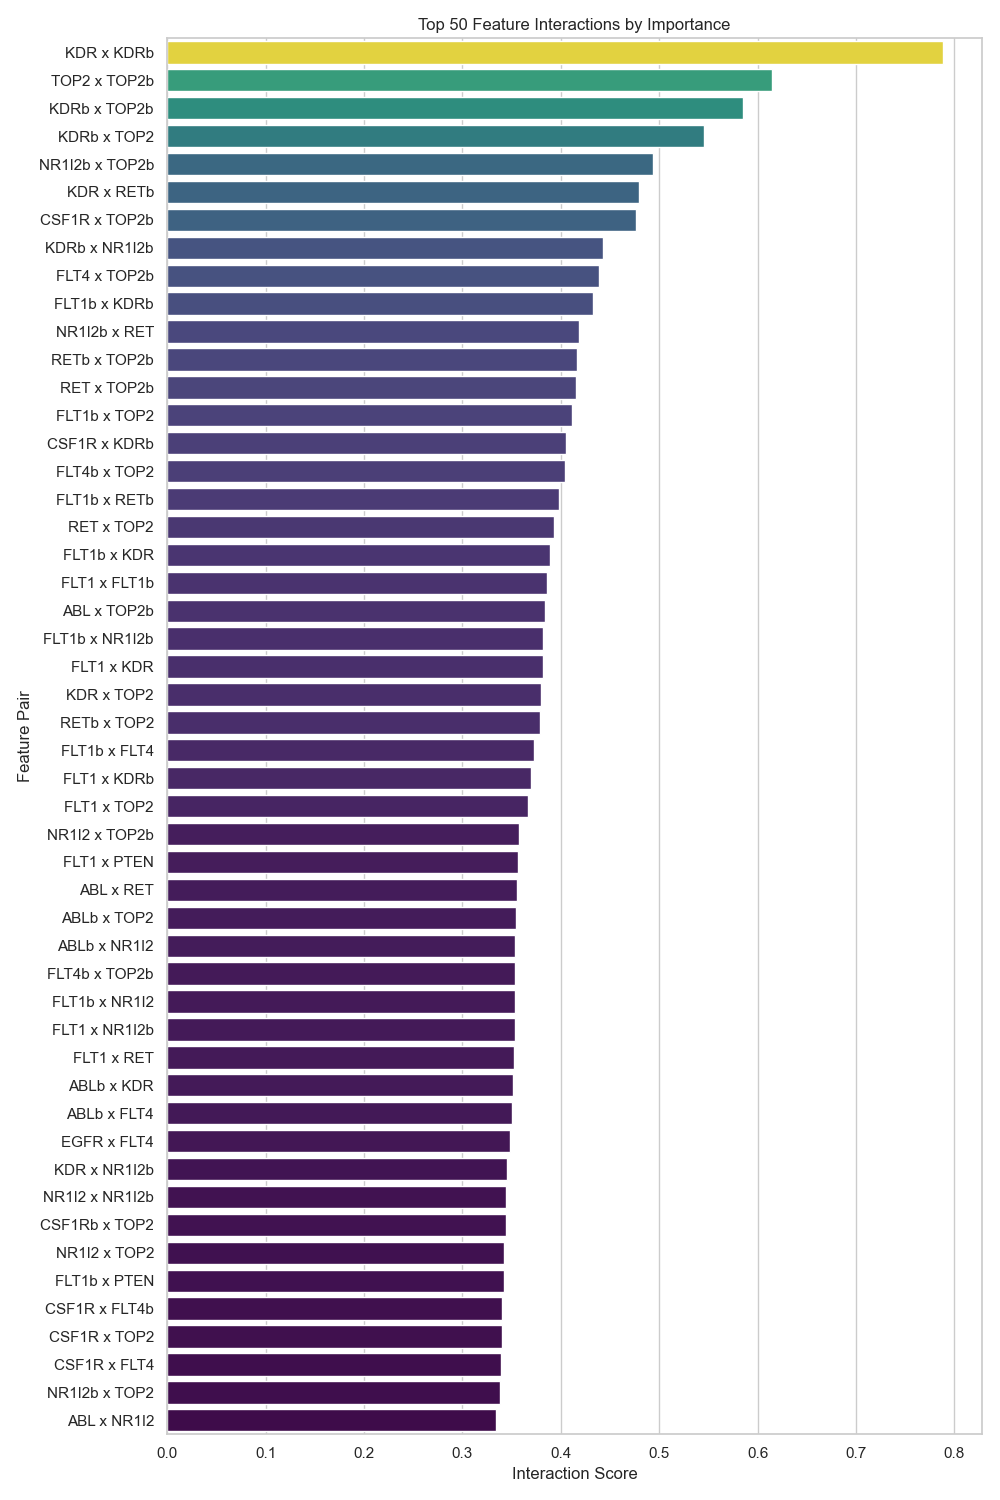 Top 50 Feature Interactions by Importance
KDR x KDRb
TOP2 x TOP2b
KDRb x TOP2b
KDRb x TOP2
NR1I2b x TOP2b
KDR x RETb
CSF1R x TOP2b
KDRb x NR1I2b
FLT4 x TOP2b
FLT1b x KDRb
NR1I2b x RET
RETb x TOP2b
RET x TOP2b
FLT1b x TOP2
CSF1R x KDRb
FLT4b x TOP2
FLT1b x RETb
RET x TOP2
FLT1b x KDR
FLT1 x FLT1b
ABL x TOP2b
FLT1b x NR1I2b
FLT1 x KDR
KDR x TOP2
RETb x TOP2
FLT1b x FLT4
FLT1 x KDRb
FLT1 x TOP2
NR1I2 x TOP2b
FLT1 x PTEN
ABL x RET
ABLb x TOP2
ABLb x NR1I2
FLT4b x TOP2b
FLT1b x NR1I2
FLT1 x NR1I2b
FLT1 x RET
ABLb x KDR
ABLb x FLT4
EGFR x FLT4
KDR x NR1I2b
NR1I2 x NR1I2b
CSF1Rb x TOP2
NR1I2 x TOP2
FLT1b x PTEN
CSF1R x FLT4b
CSF1R x TOP2
CSF1R x FLT4
NR1I2b x TOP2
ABL x NR1I2
Feature Pair
0.0 0.1 0.2 0.3 0.4 0.5 0.6 0.7 0.8
Interaction Score